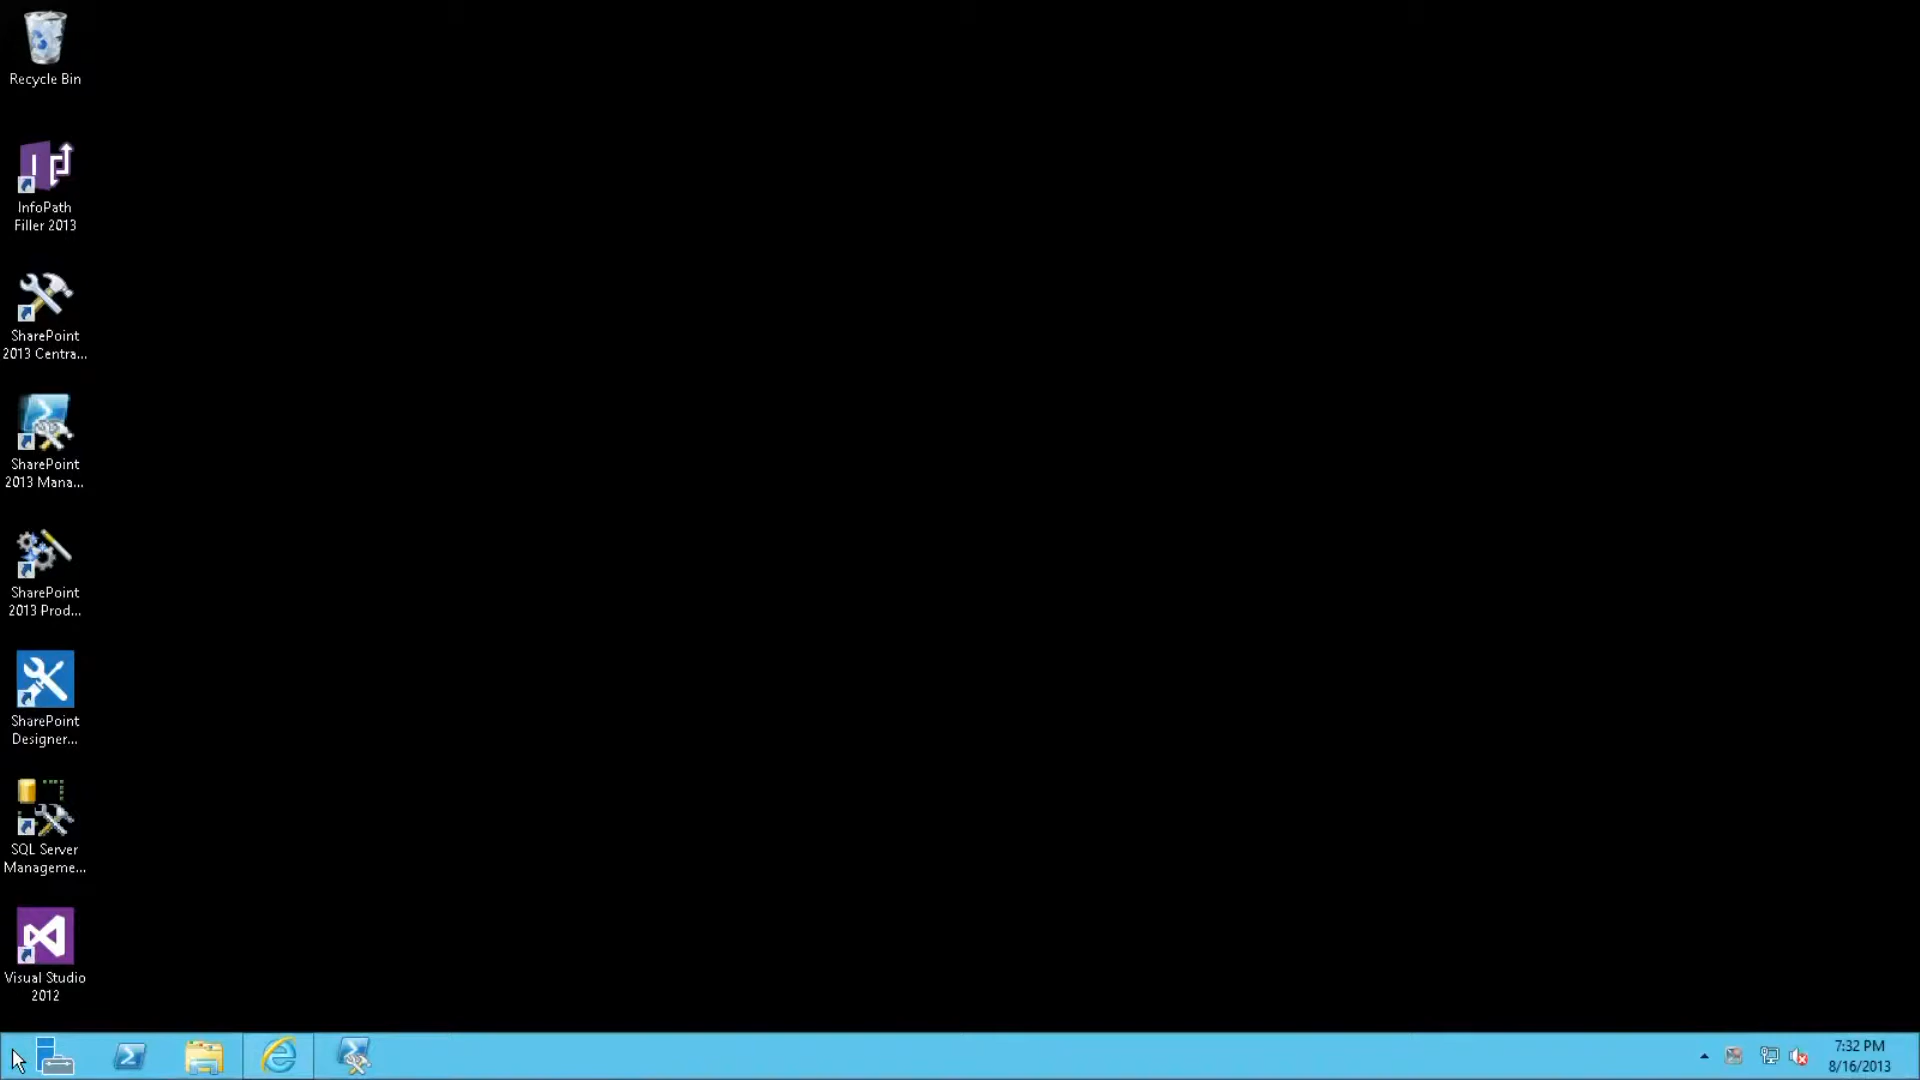 Recycle Bin
InfoPath
Filler 2013
SharePoint
2013 Centra...
SharePoint
2013 Mana...
SharePoint
2013 Prod...
SharePoint
Designer...
SQL Server
Manageme...
Visual Studio
2012
7:32 PM
8/16/2013